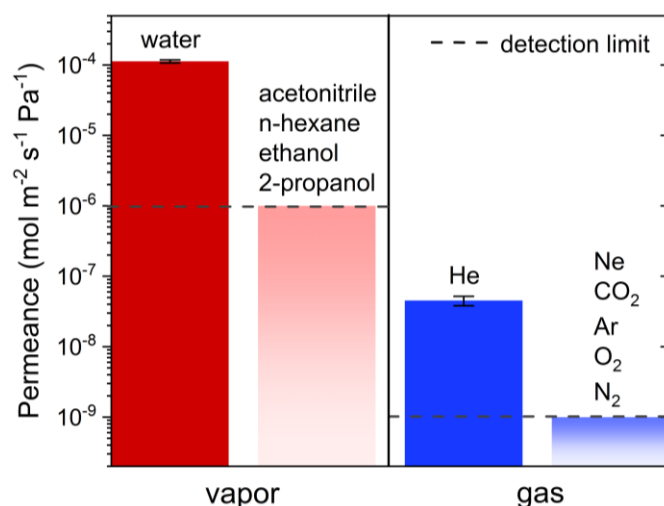 Permeance (mol m⁻² s⁻¹ Pa⁻¹)
10⁻⁴
10⁻⁵
10⁻⁶
10⁻⁷
10⁻⁸
10⁻⁹
water
acetonitrile
n-hexane
ethanol
2-propanol
detection limit
He
Ne
CO₂
Ar
O₂
N₂
vapor
gas